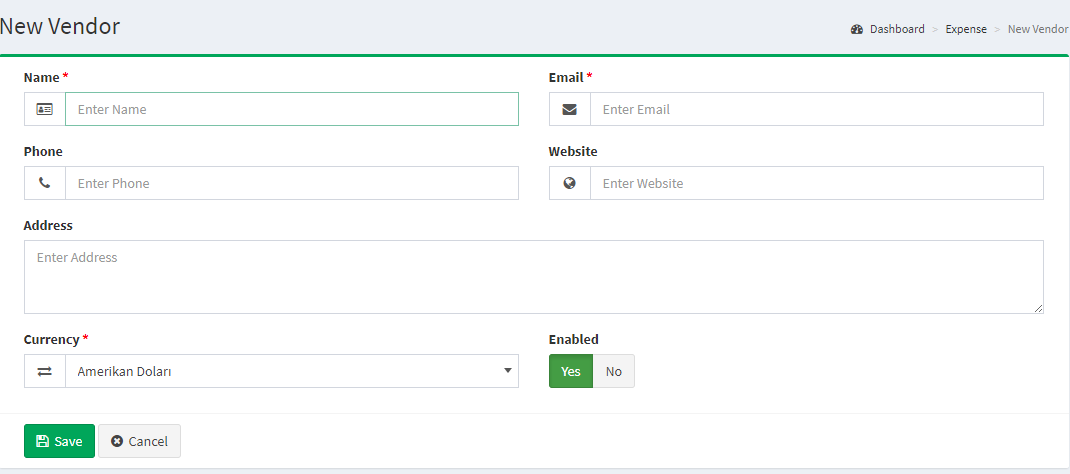 New Vendor
Dashboard > Expense > New Vendor
Name * Email *
Enter Name Enter Email
Phone Website
Enter Phone Enter Website
Address
Enter Address
Currency * Enabled
Amerikan Doları Yes No
Save Cancel